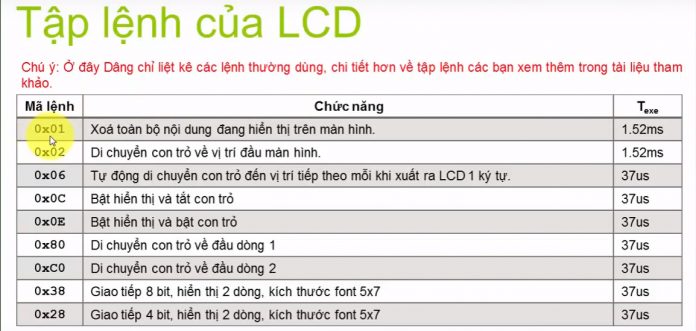 Tập lệnh của LCD
Chú ý: Ở đây Dâng chỉ liệt kê các lệnh thường dùng, chi tiết hơn về tập lệnh các bạn xem thêm trong tài liệu tham
khảo.
Mã lệnh Chức năng Texe
0x01 Xoá toàn bộ nội dung đang hiển thị trên màn hình. 1.52ms
0x02 Di chuyển con trỏ về vị trí đầu màn hình. 1.52ms
0x06 Tự động di chuyển con trỏ đến vị trí tiếp theo mỗi khi xuất ra LCD 1 ký tự. 37us
0x0C Bật hiển thị và tắt con trỏ 37us
0x0E Bật hiển thị và bật con trỏ 37us
0x80 Di chuyển con trỏ về đầu dòng 1 37us
0xC0 Di chuyển con trỏ về đầu dòng 2 37us
0x38 Giao tiếp 8 bit, hiển thị 2 dòng, kích thước font 5x7 37us
0x28 Giao tiếp 4 bit, hiển thị 2 dòng, kích thước font 5x7 37us